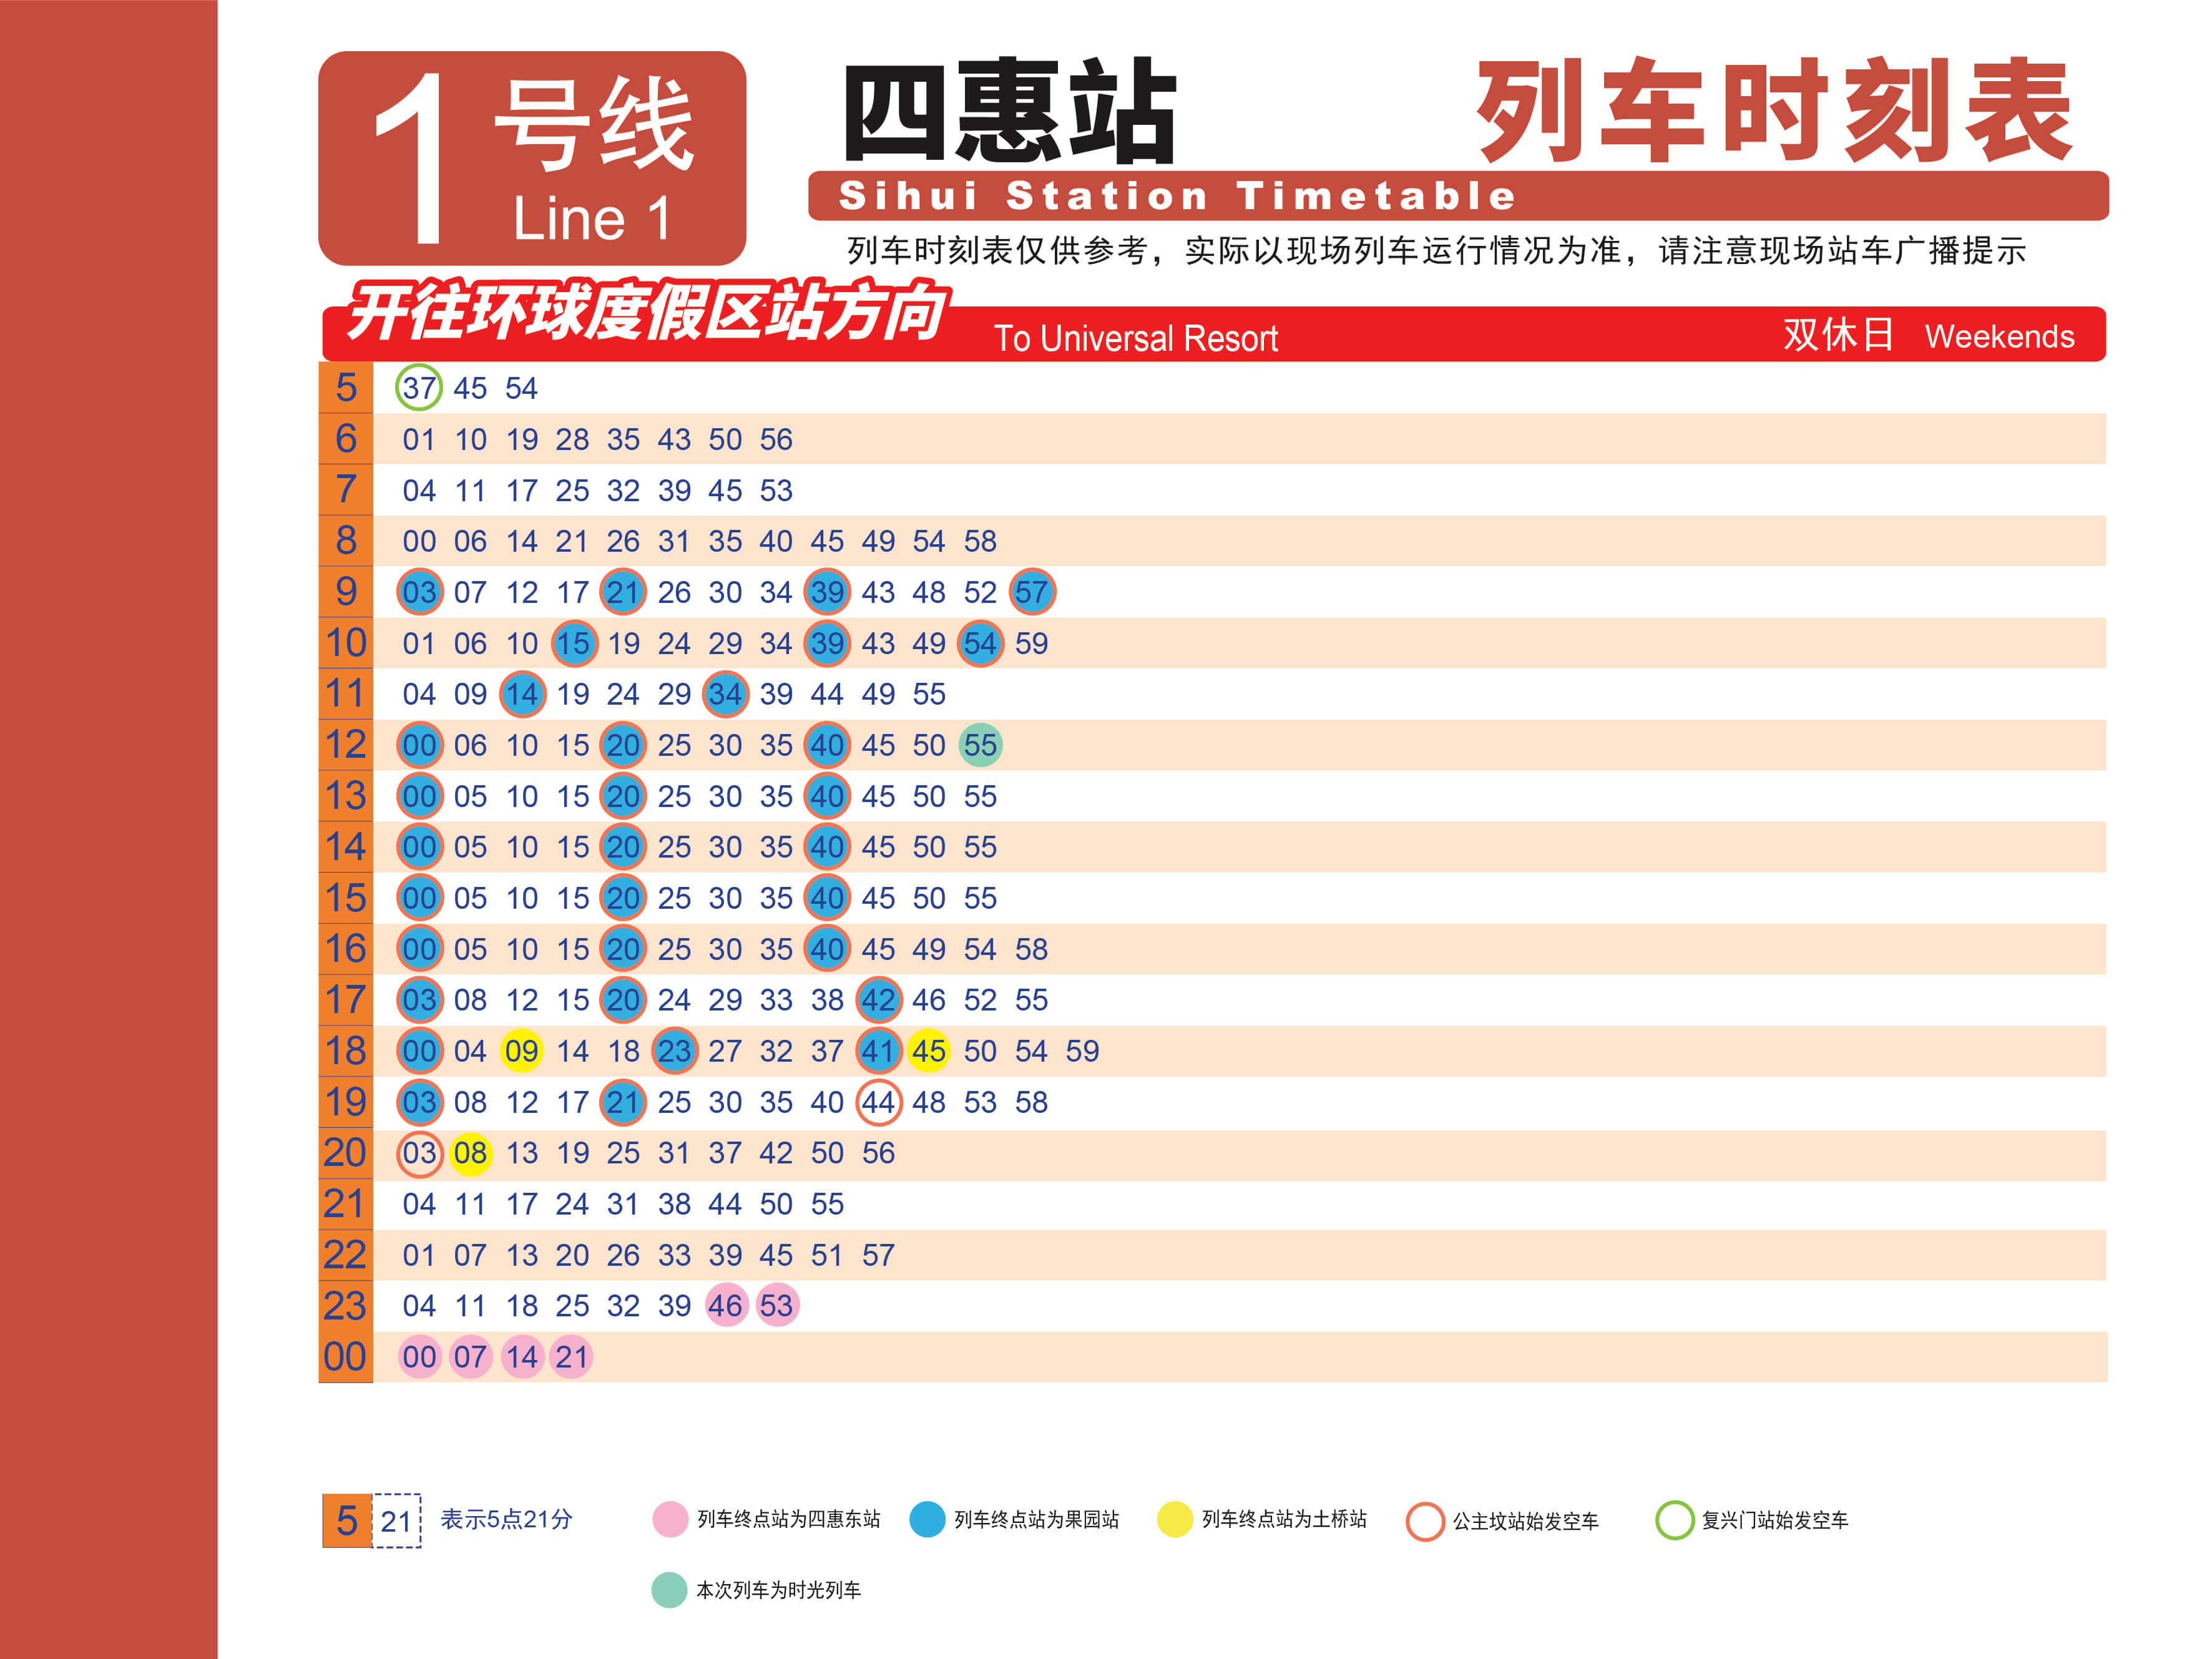 1号线
Line 1
四惠站 列车时刻表
Sihui Station Timetable
列车时刻表仅供参考，实际以现场列车运行情况为准，请注意现场站车广播提示
开往环球度假区站方向 To Universal Resort 双休日 Weekends
5 37 45 54
6 01 10 19 28 35 43 50 56
7 04 11 17 25 32 39 45 53
8 00 06 14 21 26 31 35 40 45 49 54 58
9 03 07 12 17 21 26 30 34 39 43 48 52 57
10 01 06 10 15 19 24 29 34 39 43 49 54 59
11 04 09 14 19 24 29 34 39 44 49 55
12 00 06 10 15 20 25 30 35 40 45 50 55
13 00 05 10 15 20 25 30 35 40 45 50 55
14 00 05 10 15 20 25 30 35 40 45 50 55
15 00 05 10 15 20 25 30 35 40 45 50 55
16 00 05 10 15 20 25 30 35 40 45 49 54 58
17 03 08 12 15 20 24 29 33 38 42 46 52 55
18 00 04 09 14 18 23 27 32 37 41 45 50 54 59
19 03 08 12 17 21 25 30 35 40 44 48 53 58
20 03 08 13 19 25 31 37 42 50 56
21 04 11 17 24 31 38 44 50 55
22 01 07 13 20 26 33 39 45 51 57
23 04 11 18 25 32 39 46 53
00 00 07 14 21
5 21 表示5点21分 列车终点站为四惠东站 列车终点站为果园站 列车终点站为土桥站 公主坟站始发空车 复兴门站始发空车
本次列车为时光列车